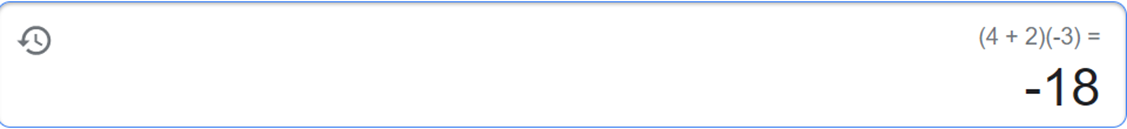 (4 + 2)(-3) =
-18